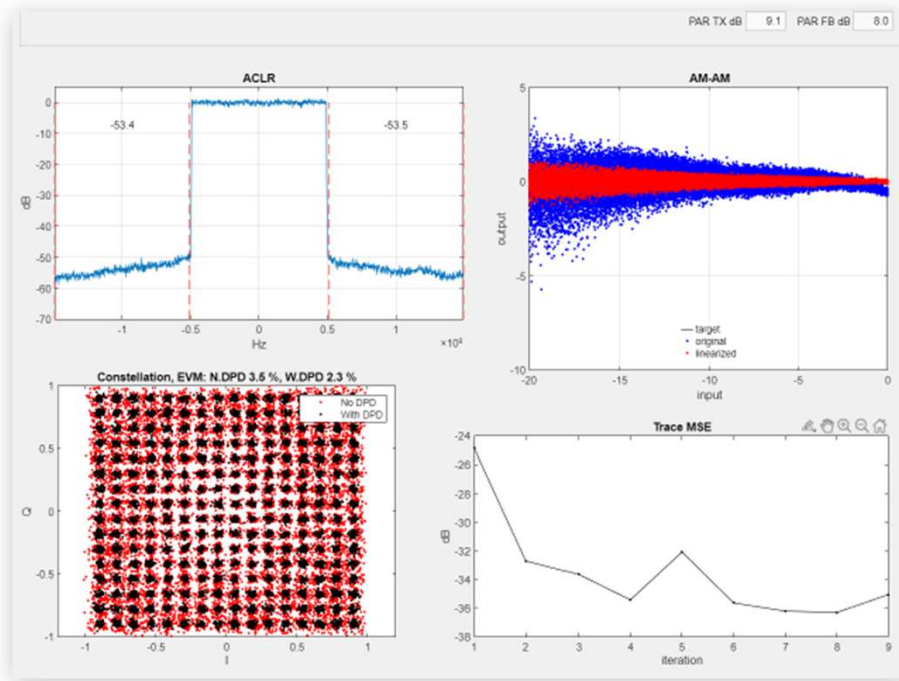 PAR TX dB 9.1 PAR FB dB 8.0
ACLR
0
-10
-20
-30
-40
-50
-60
-70
dB
-53.4
-53.5
-1 -0.5 0 0.5 1
Hz
AM-AM
5
0
-5
-10
output
target
original
linearized
-20 -15 -10 -5 0
input
Constellation, EVM: N.DPD 3.5 %, W.DPD 2.3 %
1
0.5
0
-0.5
-1
Q
No DPD
With DPD
-1 -0.5 0 0.5 1
I
Trace MSE
-24
-26
-28
-30
-32
-34
-36
-38
dB
1 2 3 4 5 6 7 8 9
iteration